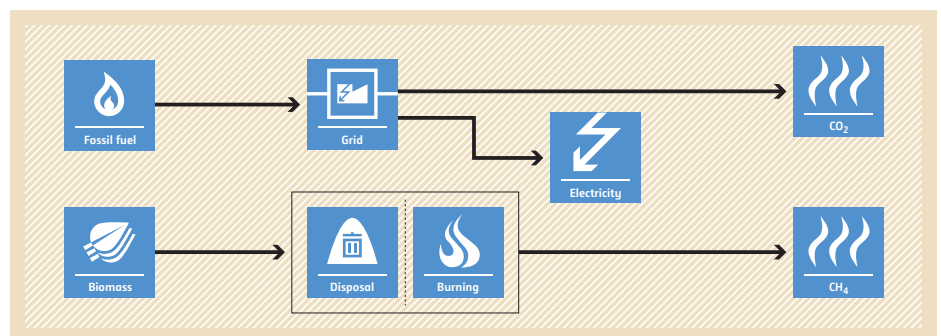 Fossil fuel
Grid
CO₂
Electricity
Biomass
Disposal
Burning
CH₄